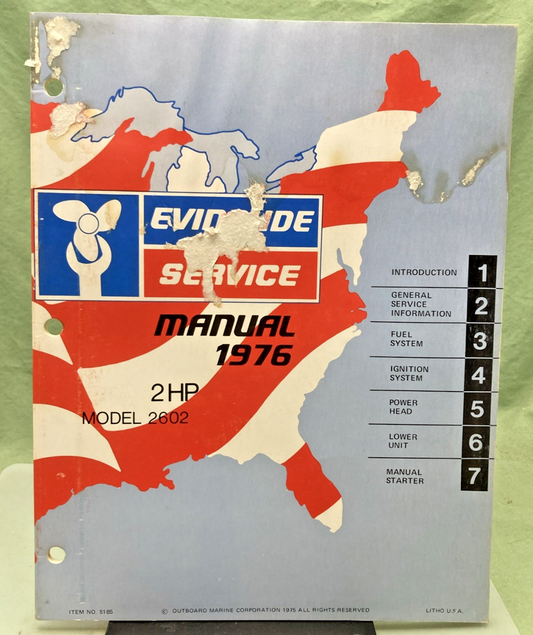 EVINRUDE
SERVICE
MANUAL
1976
2 HP
MODEL 2602
INTRODUCTION 1
GENERAL
SERVICE
INFORMATION 2
FUEL
SYSTEM 3
IGNITION
SYSTEM 4
POWER
HEAD 5
LOWER
UNIT 6
MANUAL
STARTER 7
ITEM NO. © OUTBOARD MARINE CORPORATION 1975 ALL RIGHTS RESERVED LITHO U.S.A.